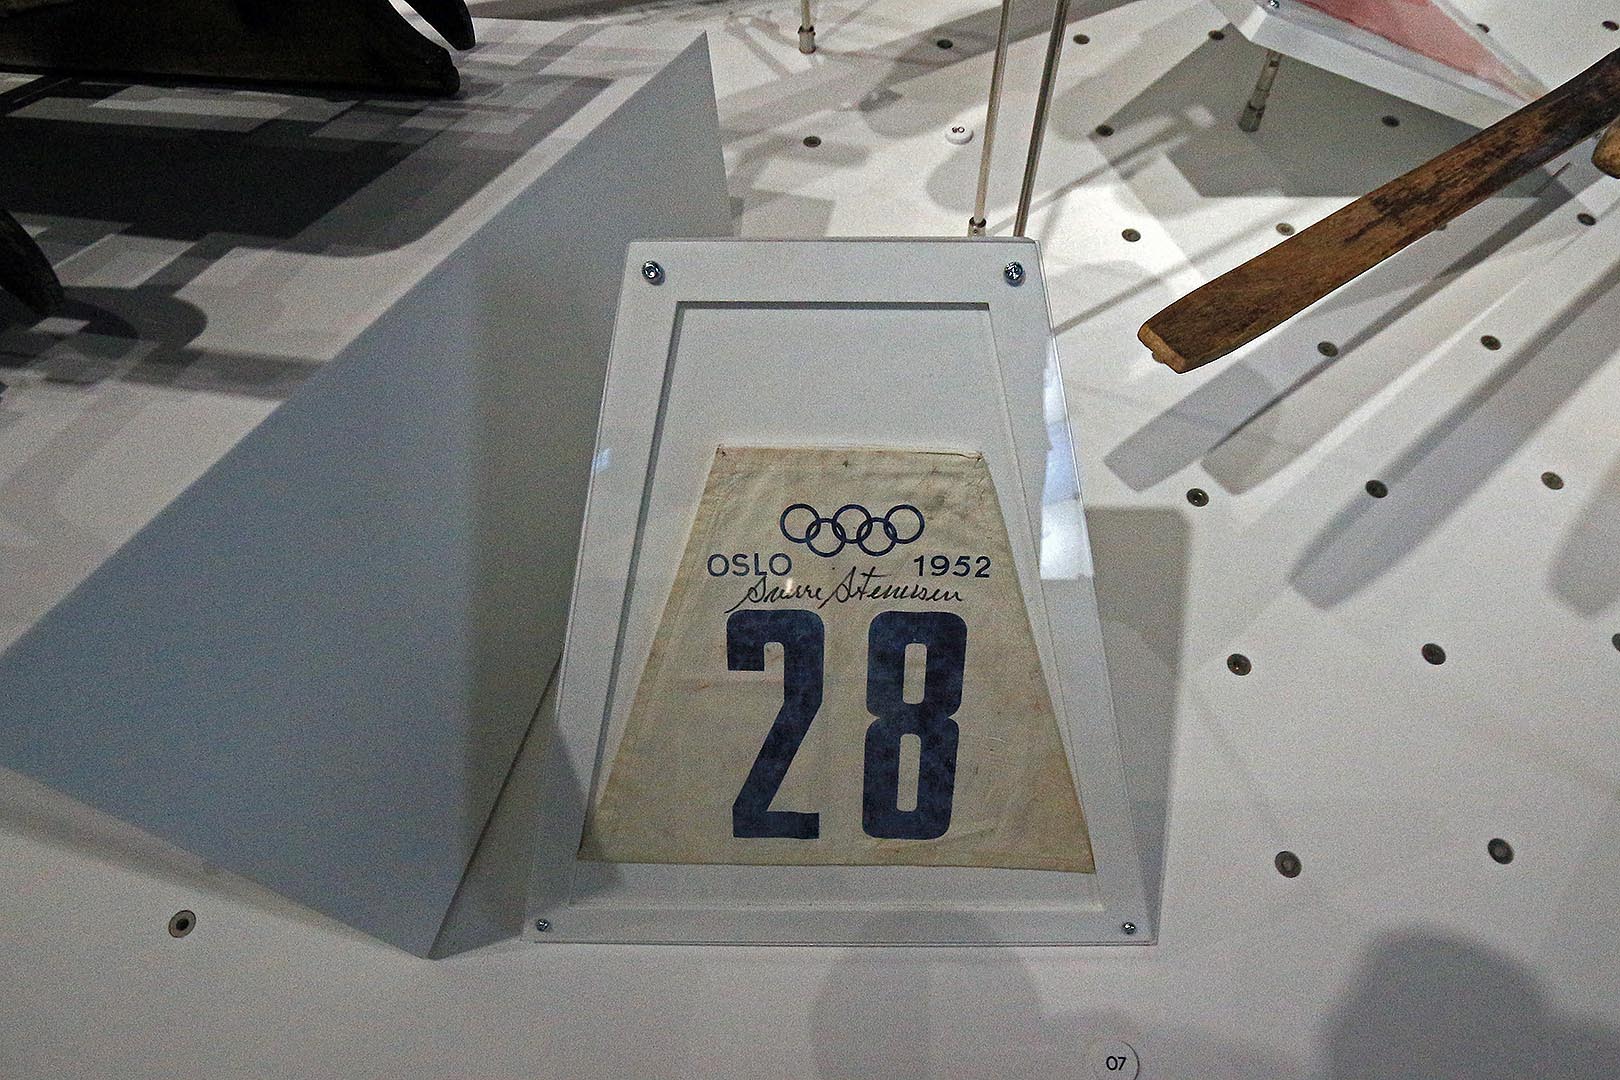 OSLO 1952
Sverre Stenersen
28
07